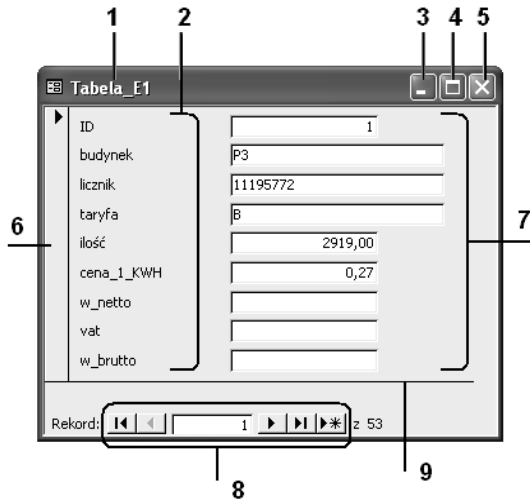 1 2 3 4 5
Tabela_E1
ID 1
budynek P3
licznik 11195772
taryfa B
6 7
ilość 2919,00
cena_1_KWH 0,27
w_netto
vat
w_brutto
Rekord: 1 z 53
8 9